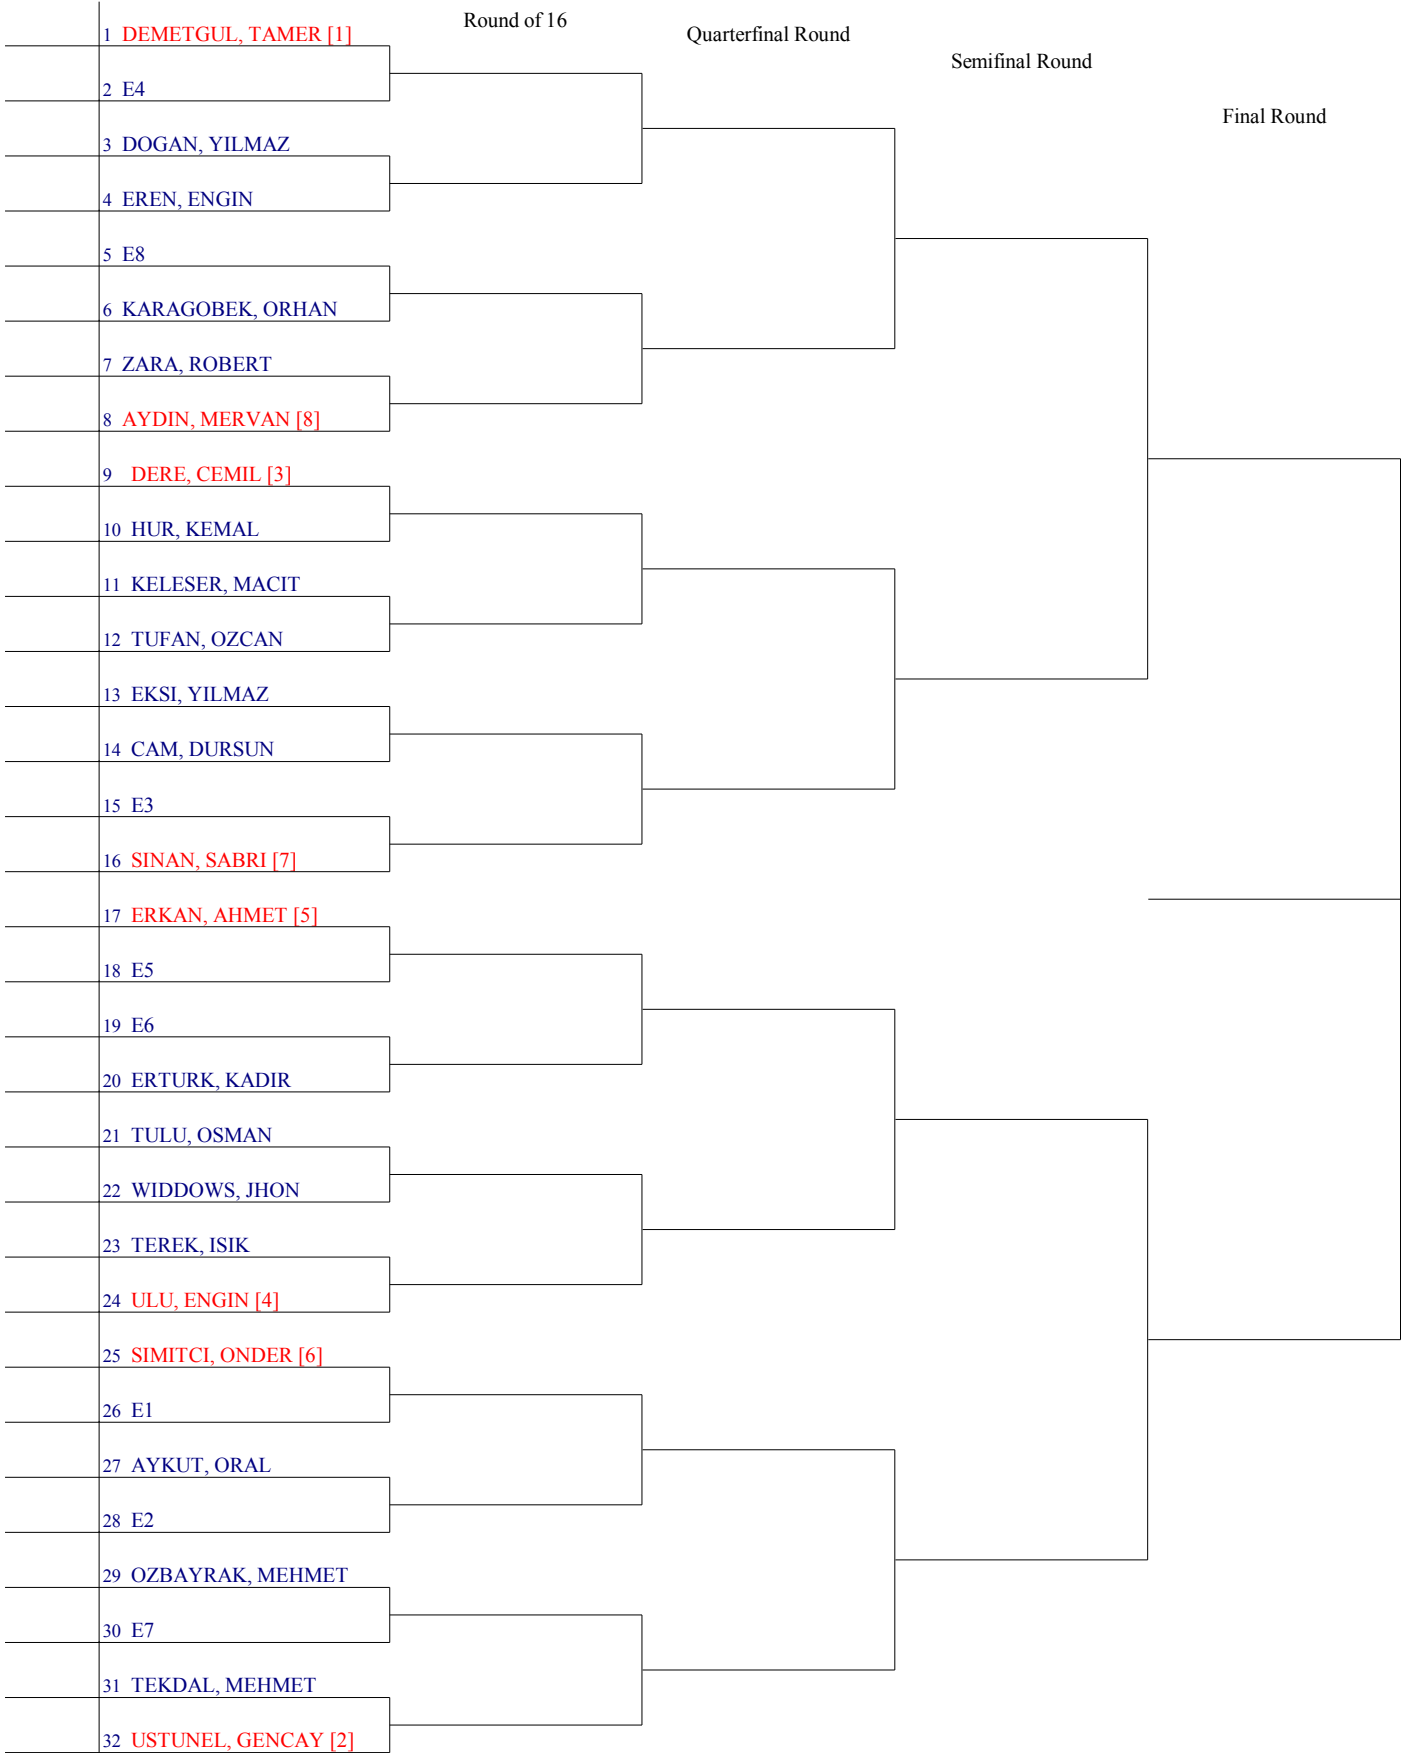 Round of 16
Quarterfinal Round
Semifinal Round
Final Round
1 DEMETGUL, TAMER [1]
2 E4
3 DOGAN, YILMAZ
4 EREN, ENGIN
5 E8
6 KARAGOBEK, ORHAN
7 ZARA, ROBERT
8 AYDIN, MERVAN [8]
9 DERE, CEMIL [3]
10 HUR, KEMAL
11 KELESER, MACIT
12 TUFAN, OZCAN
13 EKSI, YILMAZ
14 CAM, DURSUN
15 E3
16 SINAN, SABRI [7]
17 ERKAN, AHMET [5]
18 E5
19 E6
20 ERTURK, KADIR
21 TULU, OSMAN
22 WIDDOWS, JHON
23 TEREK, ISIK
24 ULU, ENGIN [4]
25 SIMITCI, ONDER [6]
26 E1
27 AYKUT, ORAL
28 E2
29 OZBAYRAK, MEHMET
30 E7
31 TEKDAL, MEHMET
32 USTUNEL, GENCAY [2]